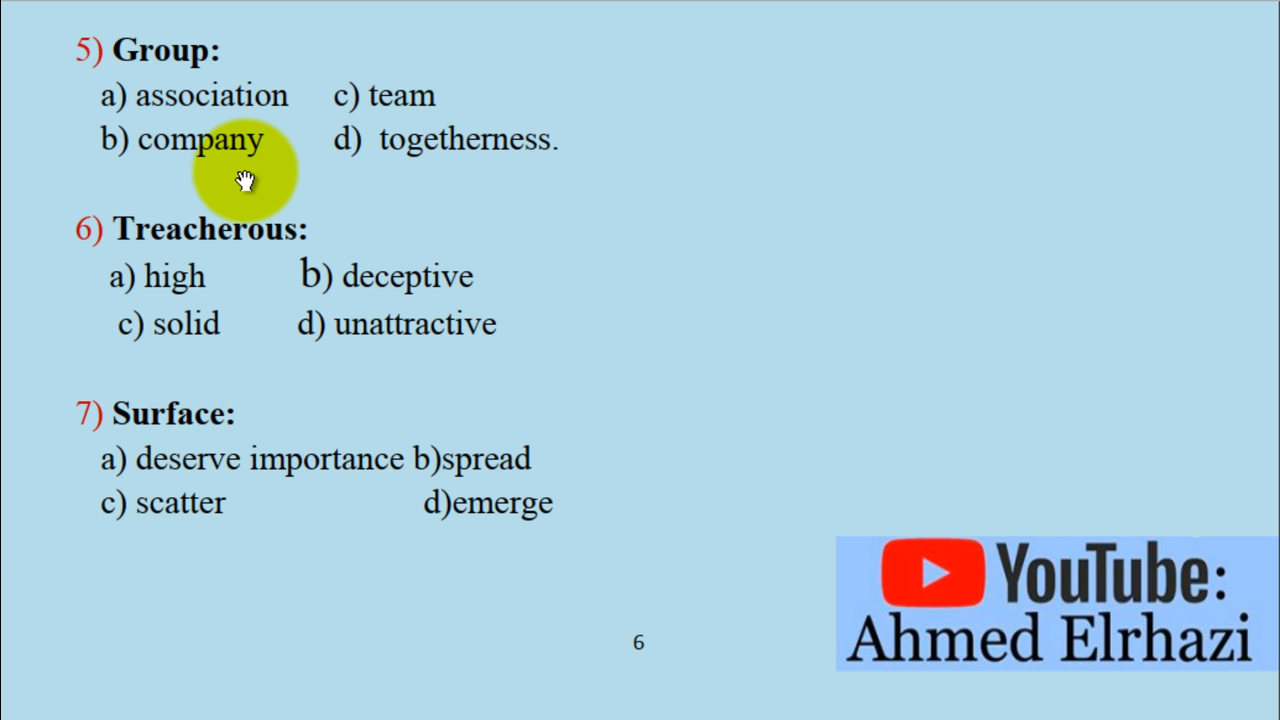 5) Group:
a) association c) team
b) company d) togetherness.
6) Treacherous:
a) high b) deceptive
c) solid d) unattractive
7) Surface:
a) deserve importance b)spread
c) scatter d)emerge
YouTube:
Ahmed Elrhazi
6